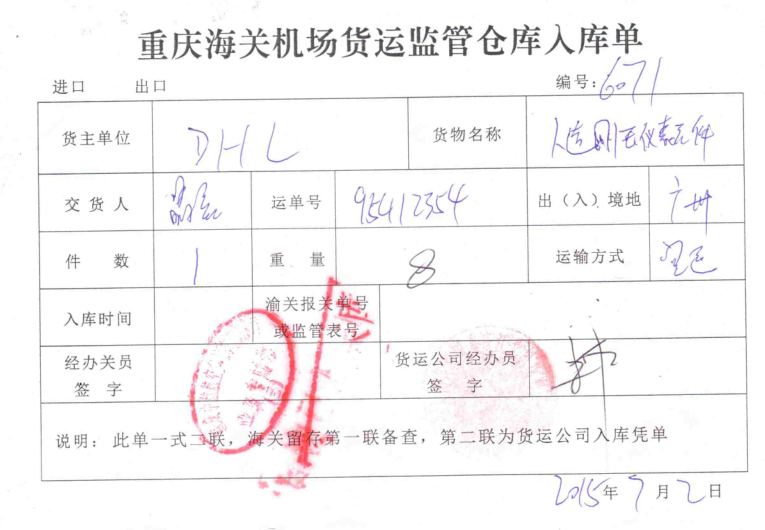 重庆海关机场货运监管仓库入库单
进口 出口 编号:6071
货主单位 DHL 货物名称 人造刚玉仪表元件
交货人 运单号 95412354 出(入)境地 广州
件数 1 重量 8 运输方式
入库时间 渝关报关单号
或监管表号
经办关员 货运公司经办员
签字 签字
说明:此单一式二联,海关留存第一联备查,第二联为货运公司入库凭单
2015年7月2日